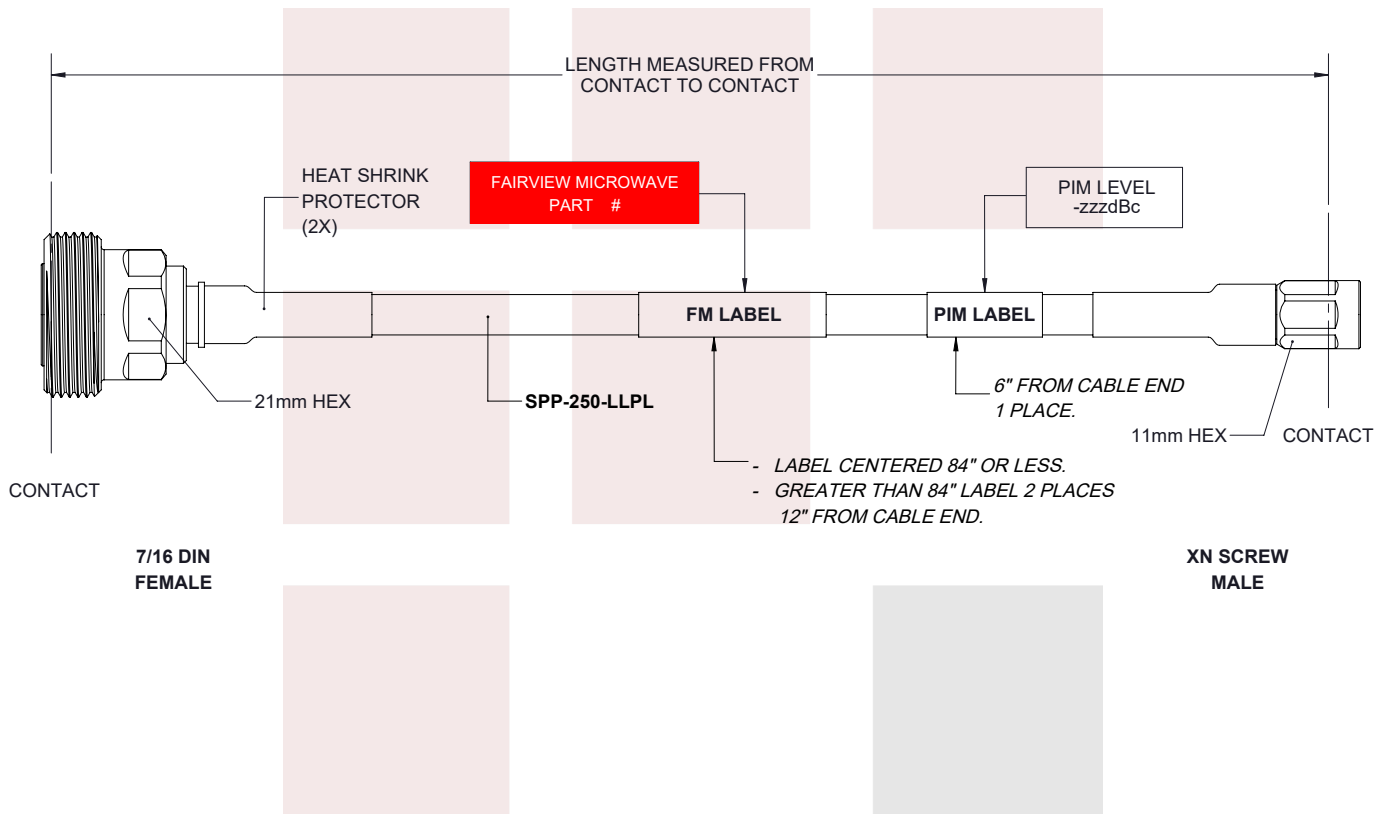 LENGTH MEASURED FROM
CONTACT TO CONTACT
HEAT SHRINK
PROTECTOR
(2X)
FAIRVIEW MICROWAVE
PART #
PIM LEVEL
-zzzdBc
FM LABEL
PIM LABEL
21mm HEX
SPP-250-LLPL
6" FROM CABLE END
1 PLACE.
11mm HEX
CONTACT
CONTACT
- LABEL CENTERED 84" OR LESS.
- GREATER THAN 84" LABEL 2 PLACES
12" FROM CABLE END.
7/16 DIN
FEMALE
XN SCREW
MALE